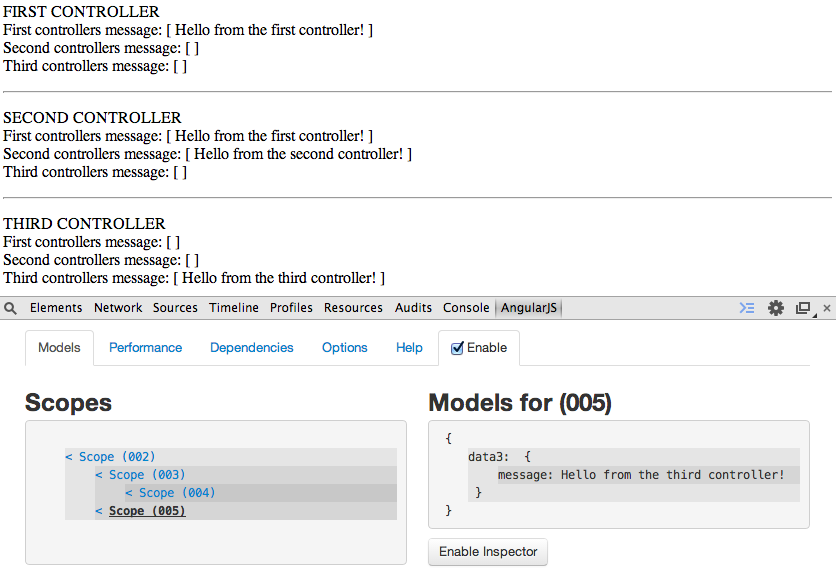 FIRST CONTROLLER
First controllers message: [ Hello from the first controller! ]
Second controllers message: [ ]
Third controllers message: [ ]
SECOND CONTROLLER
First controllers message: [ Hello from the first controller! ]
Second controllers message: [ Hello from the second controller! ]
Third controllers message: [ ]
THIRD CONTROLLER
First controllers message: [ ]
Second controllers message: [ ]
Third controllers message: [ Hello from the third controller! ]
Elements Network Sources Timeline Profiles Resources Audits Console AngularJS
Models Performance Dependencies Options Help Enable
Scopes
< Scope (002)
< Scope (003)
< Scope (004)
< Scope (005)
Models for (005)
{
data3: {
message: Hello from the third controller!
}
}
Enable Inspector